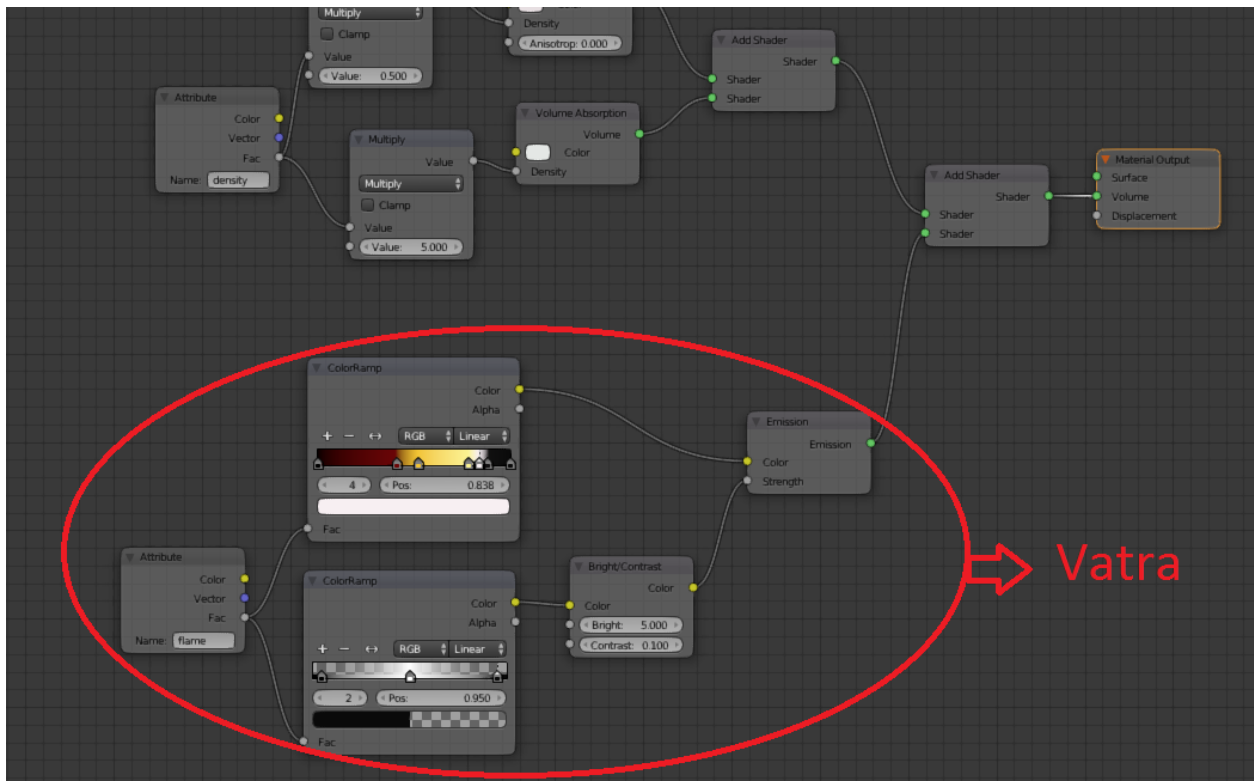 Multiply
Clamp
Value
Value: 0.500
Density
Anisotrop: 0.000
Add Shader
Shader
Shader
Shader
Attribute
Color
Vector
Fac
Name: density
Multiply
Value
Multiply
Clamp
Value
Value: 5.000
Volume Absorption
Volume
Color
Density
Add Shader
Shader
Shader
Shader
Material Output
Surface
Volume
Displacement
ColorRamp
Color
Alpha
RGB Linear
4 Pos: 0.838
Fac
Emission
Emission
Color
Strength
Attribute
Color
Vector
Fac
Name: flame
ColorRamp
Color
Alpha
RGB Linear
2 Pos: 0.950
Fac
Bright/Contrast
Color
Color
Bright: 5.000
Contrast: 0.100
Vatra